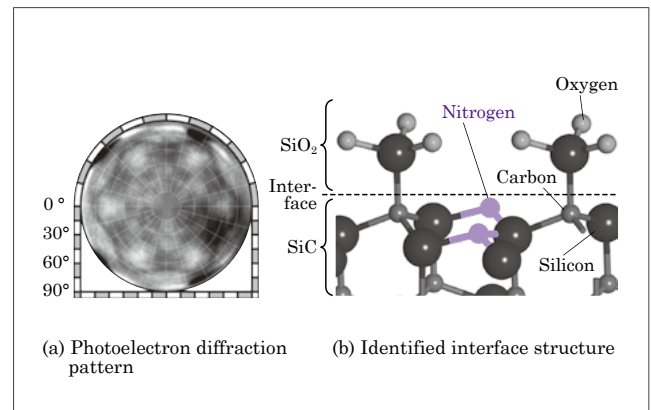 0 °
30°
60°
90°
(a) Photoelectron diffraction
pattern
Oxygen
Nitrogen
SiO₂
Carbon
Inter-
face
SiC
Silicon
(b) Identified interface structure